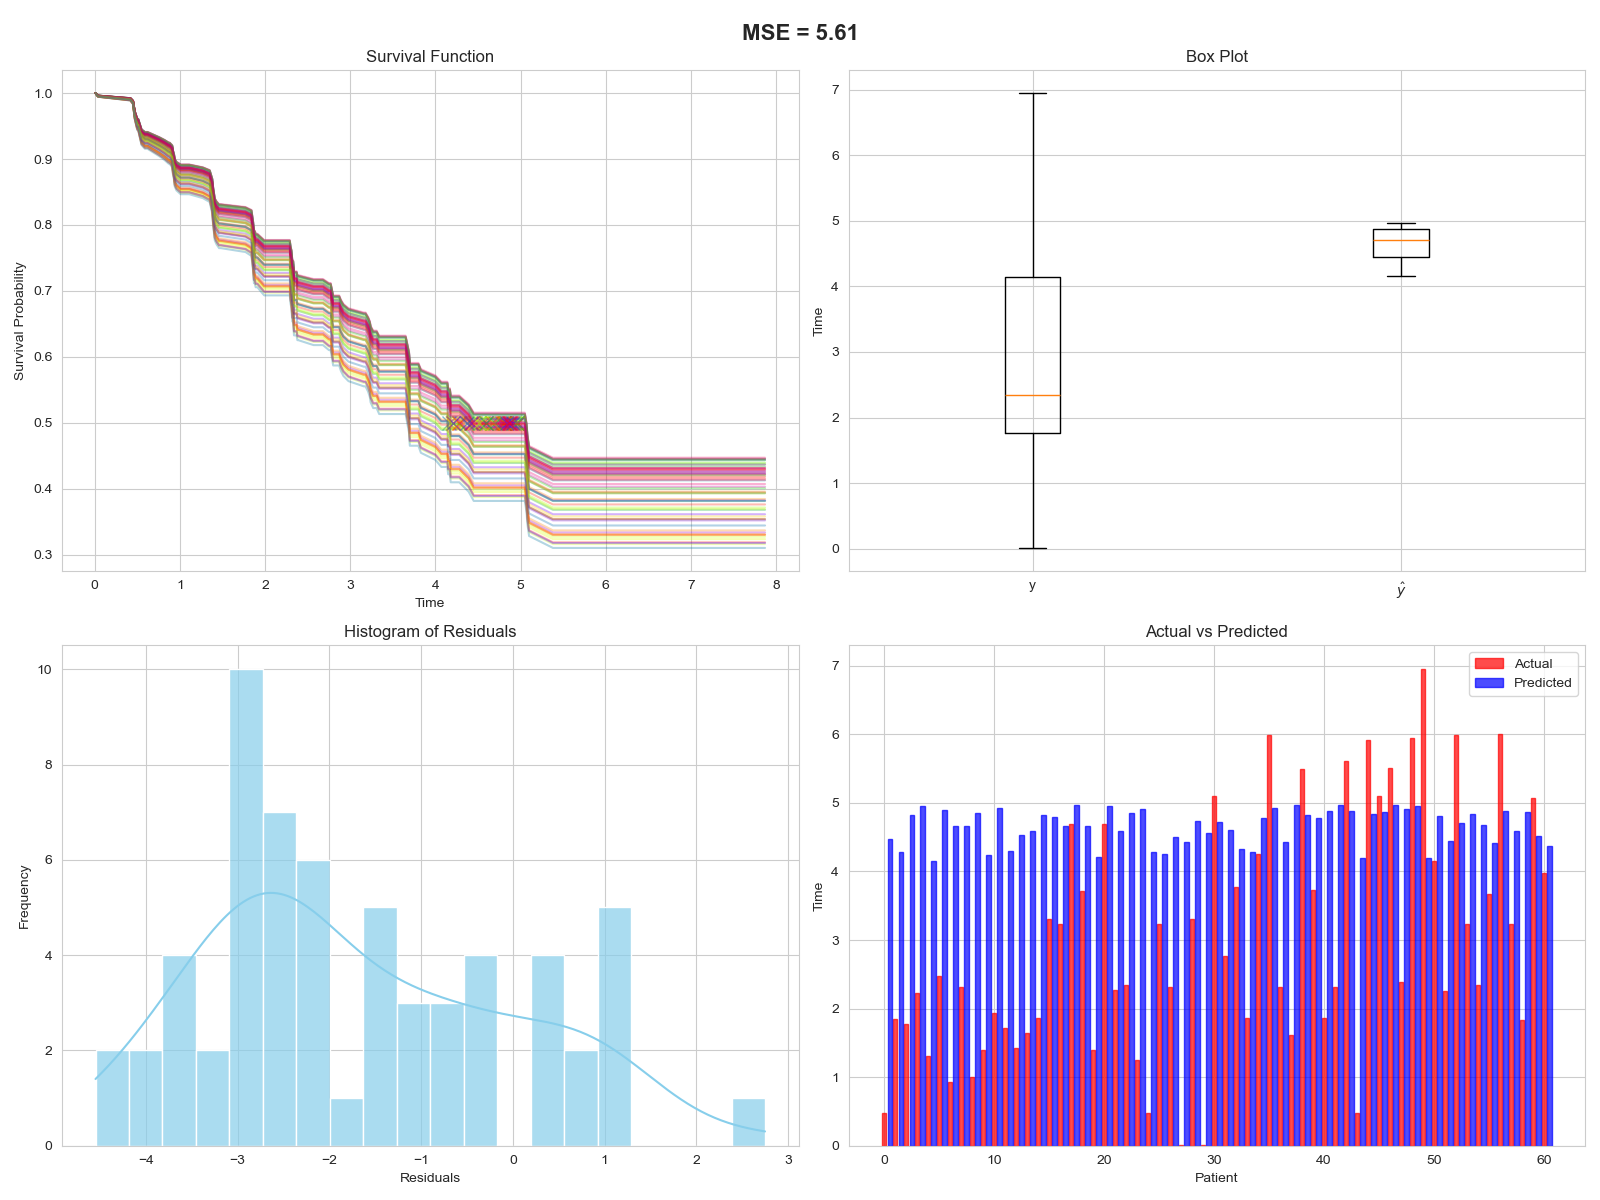 MSE = 5.61
Survival Function
1.0
0.9
0.8
0.7
0.6
0.5
0.4
0.3
Survival Probability
0 1 2 3 4 5 6 7 8
Time
Box Plot
7
6
5
4
3
2
1
0
Time
y ŷ
Histogram of Residuals
10
8
6
4
2
0
Frequency
−4 −3 −2 −1 0 1 2 3
Residuals
Actual vs Predicted
Actual
Predicted
7
6
5
4
3
2
1
0
Time
0 10 20 30 40 50 60
Patient